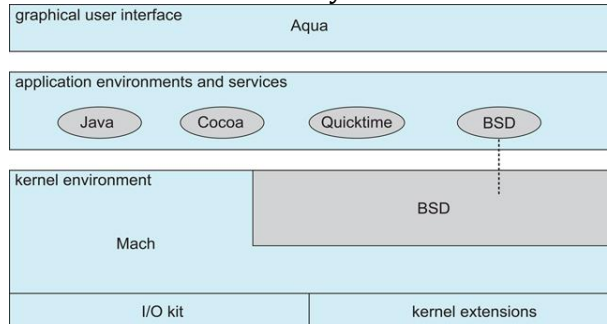 graphical user interface
Aqua
application environments and services
Java
Cocoa
Quicktime
BSD
kernel environment
BSD
Mach
I/O kit
kernel extensions